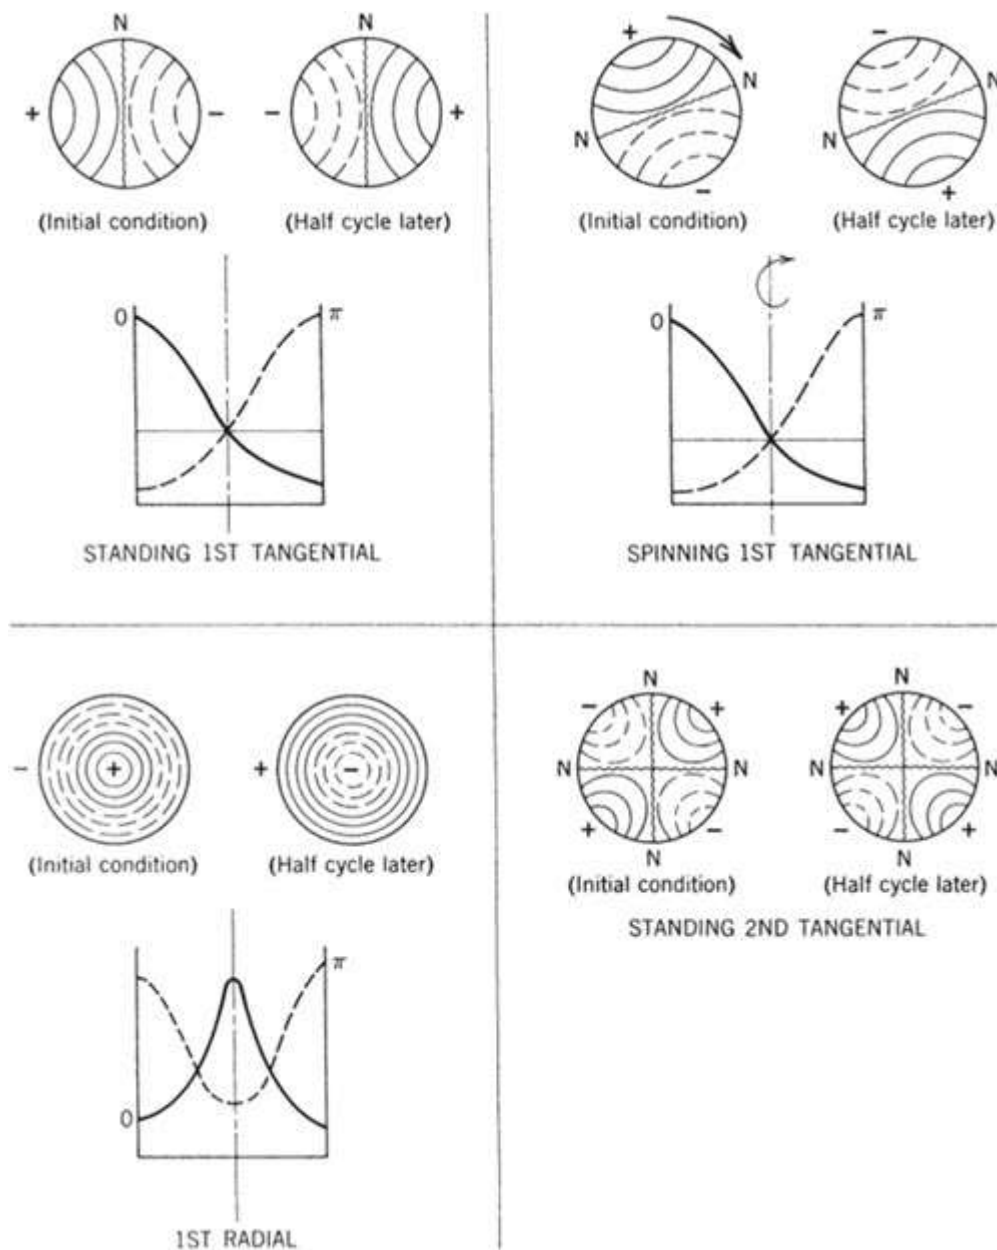 N
+
-
N
-
+
(Initial condition)
(Half cycle later)
0
π
STANDING 1ST TANGENTIAL
+
N
N
-
-
N
N
+
(Initial condition)
(Half cycle later)
0
π
SPINNING 1ST TANGENTIAL
-
+
+
-
(Initial condition)
(Half cycle later)
0
π
1ST RADIAL
N
-
+
N
N
+
-
N
N
+
-
N
N
-
+
N
(Initial condition)
(Half cycle later)
STANDING 2ND TANGENTIAL